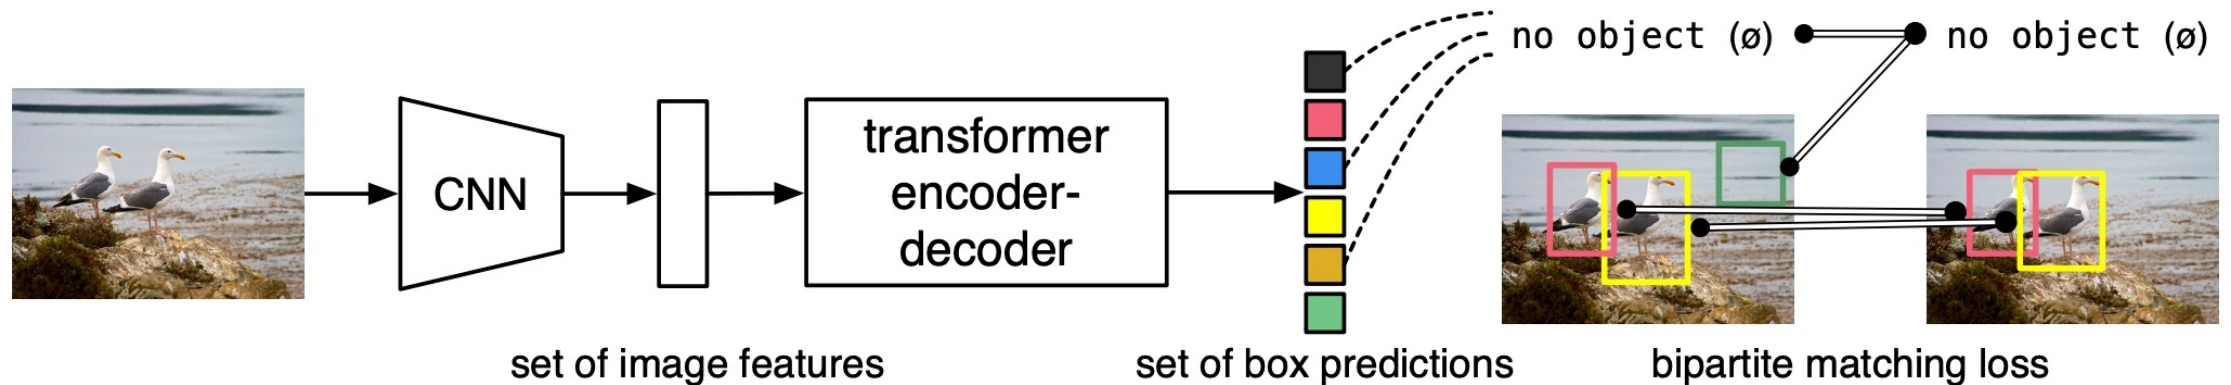 no object (ø)
no object (ø)
CNN
transformer
encoder-
decoder
set of image features
set of box predictions
bipartite matching loss